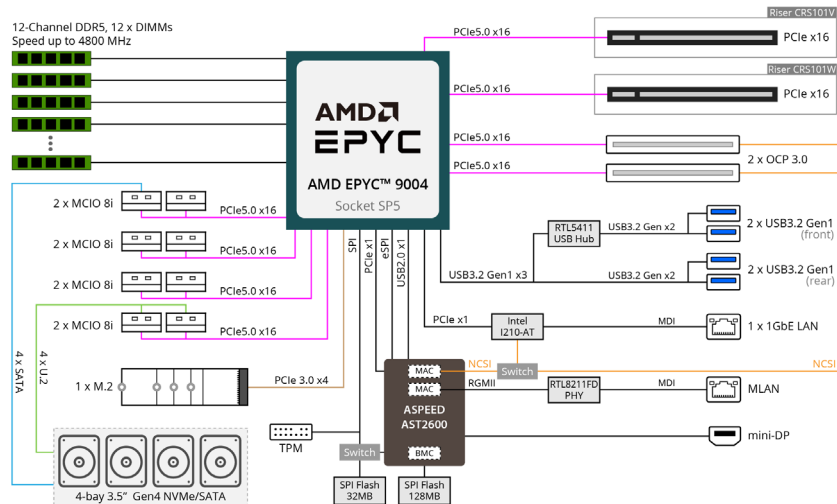 12-Channel DDR5, 12 x DIMMs
Speed up to 4800 MHz
AMD
EPYC
AMD EPYC™ 9004
Socket SP5
PCIe5.0 x16
Riser CRS101V
PCIe x16
PCIe5.0 x16
Riser CRS101W
PCIe x16
PCIe5.0 x16
PCIe5.0 x16
2 x OCP 3.0
2 x MCIO 8i
PCIe5.0 x16
2 x MCIO 8i
PCIe5.0 x16
2 x MCIO 8i
PCIe5.0 x16
2 x MCIO 8i
PCIe5.0 x16
SPI
PCIe x1
eSPI
USB2.0 x1
USB3.2 Gen1 x3
RTL5411
USB Hub
USB3.2 Gen x2
2 x USB3.2 Gen1
(front)
USB3.2 Gen x2
2 x USB3.2 Gen1
(rear)
PCIe x1
Intel
I210-AT
MDI
1 x 1GbE LAN
4 x SATA
4 x U.2
1 x M.2
PCIe 3.0 x4
MAC
NCSI
Switch
NCSI
MAC
RGMII
RTL8211FD
PHY
MDI
MLAN
ASPEED
AST2600
mini-DP
TPM
Switch
BMC
SPI Flash
32MB
SPI Flash
128MB
4-bay 3.5” Gen4 NVMe/SATA